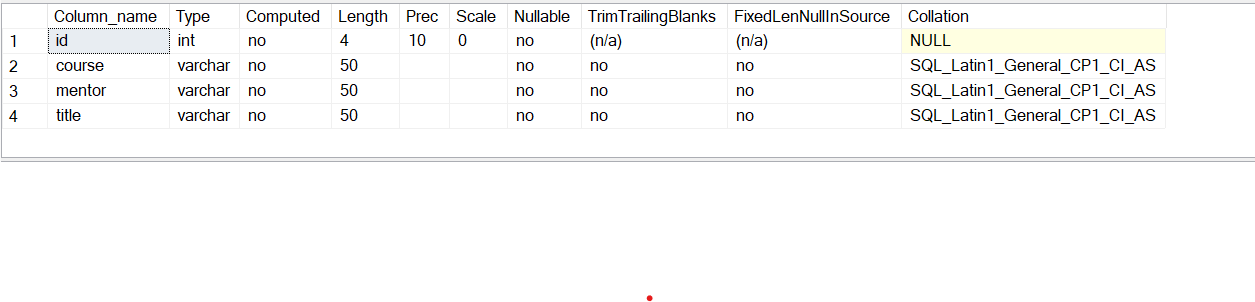 Column_name Type Computed Length Prec Scale Nullable TrimTrailingBlanks FixedLenNullInSource Collation
1 id int no 4 10 0 no (n/a) (n/a) NULL
2 course varchar no 50 no no no SQL_Latin1_General_CP1_CI_AS
3 mentor varchar no 50 no no no SQL_Latin1_General_CP1_CI_AS
4 title varchar no 50 no no no SQL_Latin1_General_CP1_CI_AS